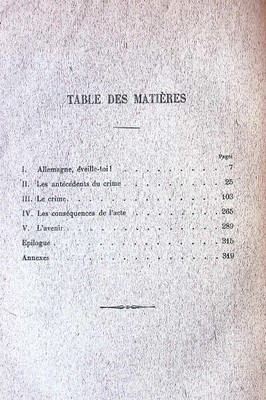 TABLE DES MATIÈRES
Pages
I. Allemagne, éveille-toi! 7
II. Les antécédents du crime 25
III. Le crime 103
IV. Les conséquences de l'acte 265
V. L'avenir 289
Epilogue 315
Annexes 319